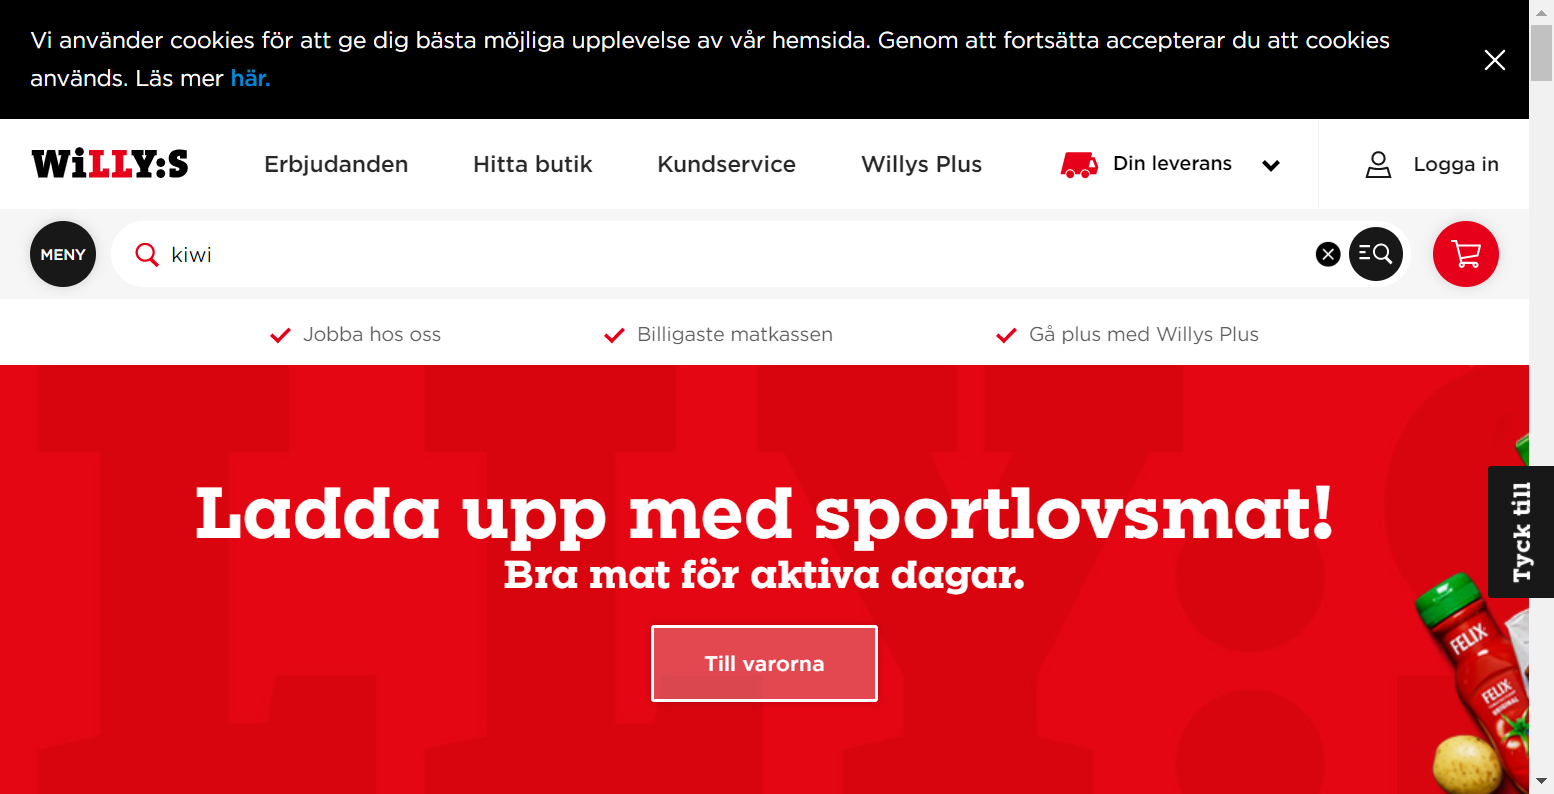 Vi använder cookies för att ge dig bästa möjliga upplevelse av vår hemsida. Genom att fortsätta accepterar du att cookies
används. Läs mer här.
WiLLY:S
Erbjudanden
Hitta butik
Kundservice
Willys Plus
Din leverans
Logga in
MENY
kiwi
Jobba hos oss
Billigaste matkassen
Gå plus med Willys Plus
Ladda upp med sportlovsmat!
Bra mat för aktiva dagar.
Till varorna
Tyck till
FELIX
FELIX
ORIGINAL